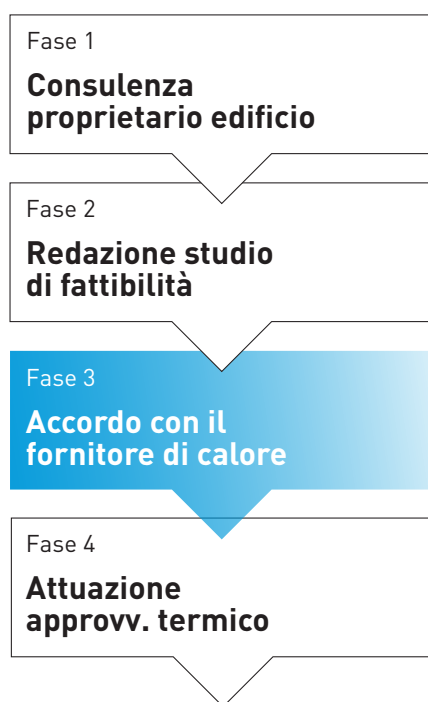 Fase 1
Consulenza
proprietario edificio
Fase 2
Redazione studio
di fattibilità
Fase 3
Accordo con il
fornitore di calore
Fase 4
Attuazione
approvv. termico